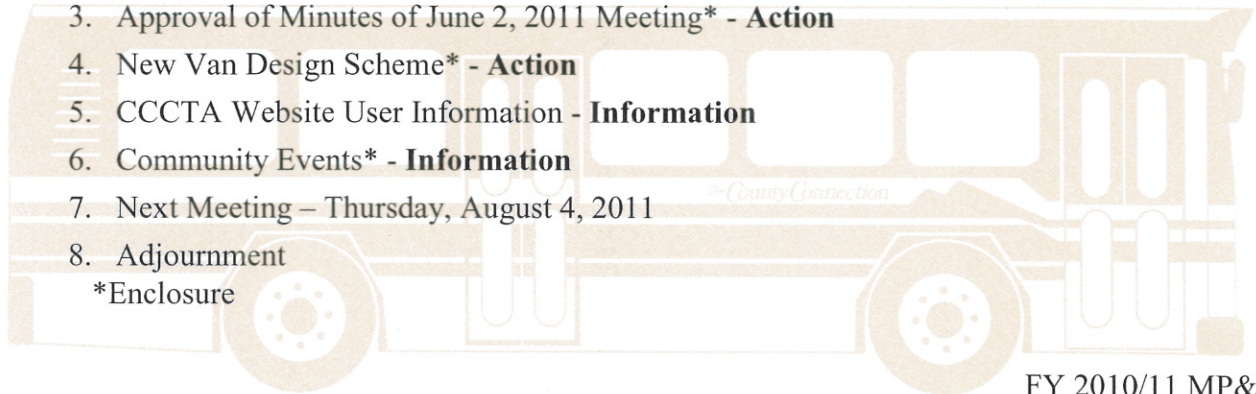 3. Approval of Minutes of June 2, 2011 Meeting* - Action
4. New Van Design Scheme* - Action
5. CCCTA Website User Information - Information
6. Community Events* - Information
The County Connection
7. Next Meeting – Thursday, August 4, 2011
8. Adjournment
*Enclosure
FY 2010/11 MP&